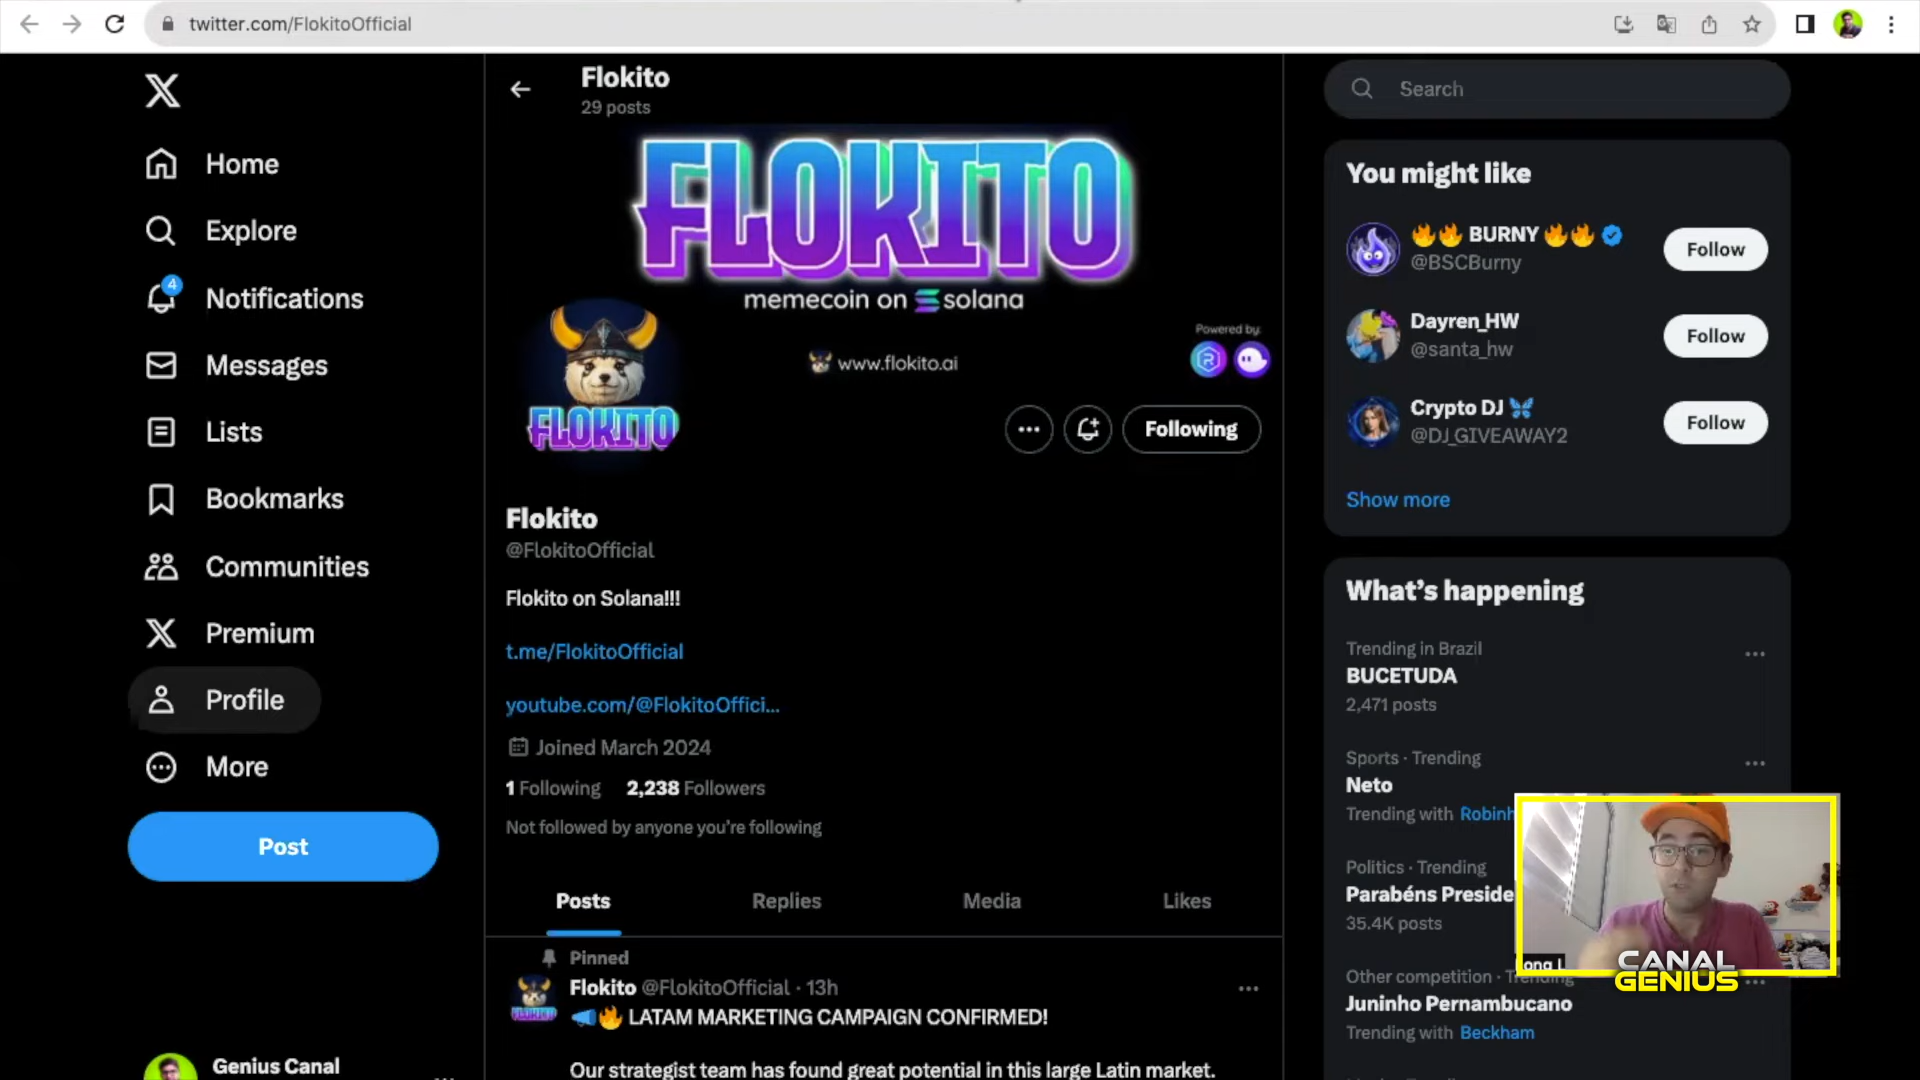 twitter.com/FlokitoOfficial
Home
Explore
4
Notifications
Messages
Lists
Bookmarks
Communities
Premium
Profile
More
Post
Genius Canal
Flokito
29 posts
FLOKITO
memecoin on solana
www.flokito.ai
Powered by:
FLOKITO
Following
Flokito
@FlokitoOfficial
Flokito on Solana!!!
t.me/FlokitoOfficial
youtube.com/@FlokitoOffici...
Joined March 2024
1 Following 2,238 Followers
Not followed by anyone you're following
Posts Replies Media Likes
Pinned
Flokito @FlokitoOfficial · 13h
FLOKITO
📣🔥 LATAM MARKETING CAMPAIGN CONFIRMED!
Our strategist team has found great potential in this large Latin market.
Search
You might like
🔥🔥 BURNY 🔥🔥
@BSCBurny
Follow
Dayren_HW
@santa_hw
Follow
Crypto DJ 🦋
@DJ_GIVEAWAY2
Follow
Show more
What's happening
Trending in Brazil
BUCETUDA
2,471 posts
Sports · Trending
Neto
Trending with Robinh
Politics · Trending
Parabéns Preside
35.4K posts
Other competition · Trending
Juninho Pernambucano
Trending with Beckham
CANAL
GENIUS